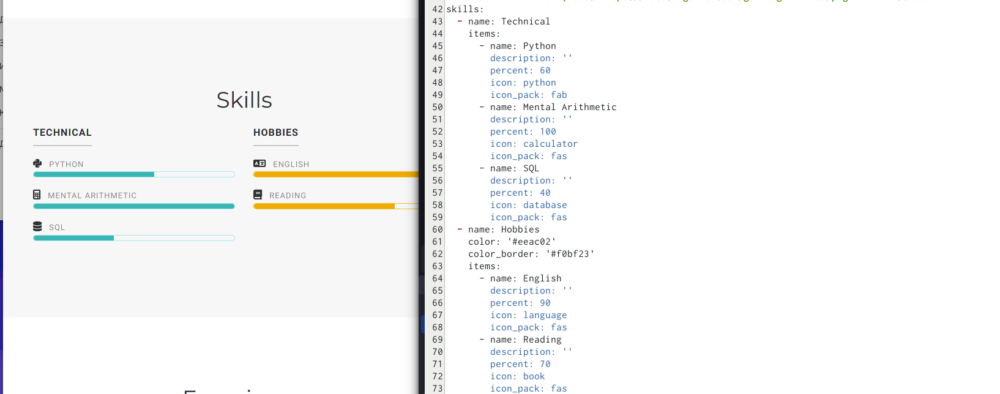 Skills
TECHNICAL
PYTHON
MENTAL ARITHMETIC
SQL
HOBBIES
ENGLISH
READING
42 skills:
43 - name: Technical
44 items:
45 - name: Python
46 description: ''
47 percent: 60
48 icon: python
49 icon_pack: fab
50 - name: Mental Arithmetic
51 description: ''
52 percent: 100
53 icon: calculator
54 icon_pack: fas
55 - name: SQL
56 description: ''
57 percent: 40
58 icon: database
59 icon_pack: fas
60 - name: Hobbies
61 color: '#eeac02'
62 color_border: '#f0bf23'
63 items:
64 - name: English
65 description: ''
66 percent: 90
67 icon: language
68 icon_pack: fas
69 - name: Reading
70 description: ''
71 percent: 70
72 icon: book
73 icon_pack: fas